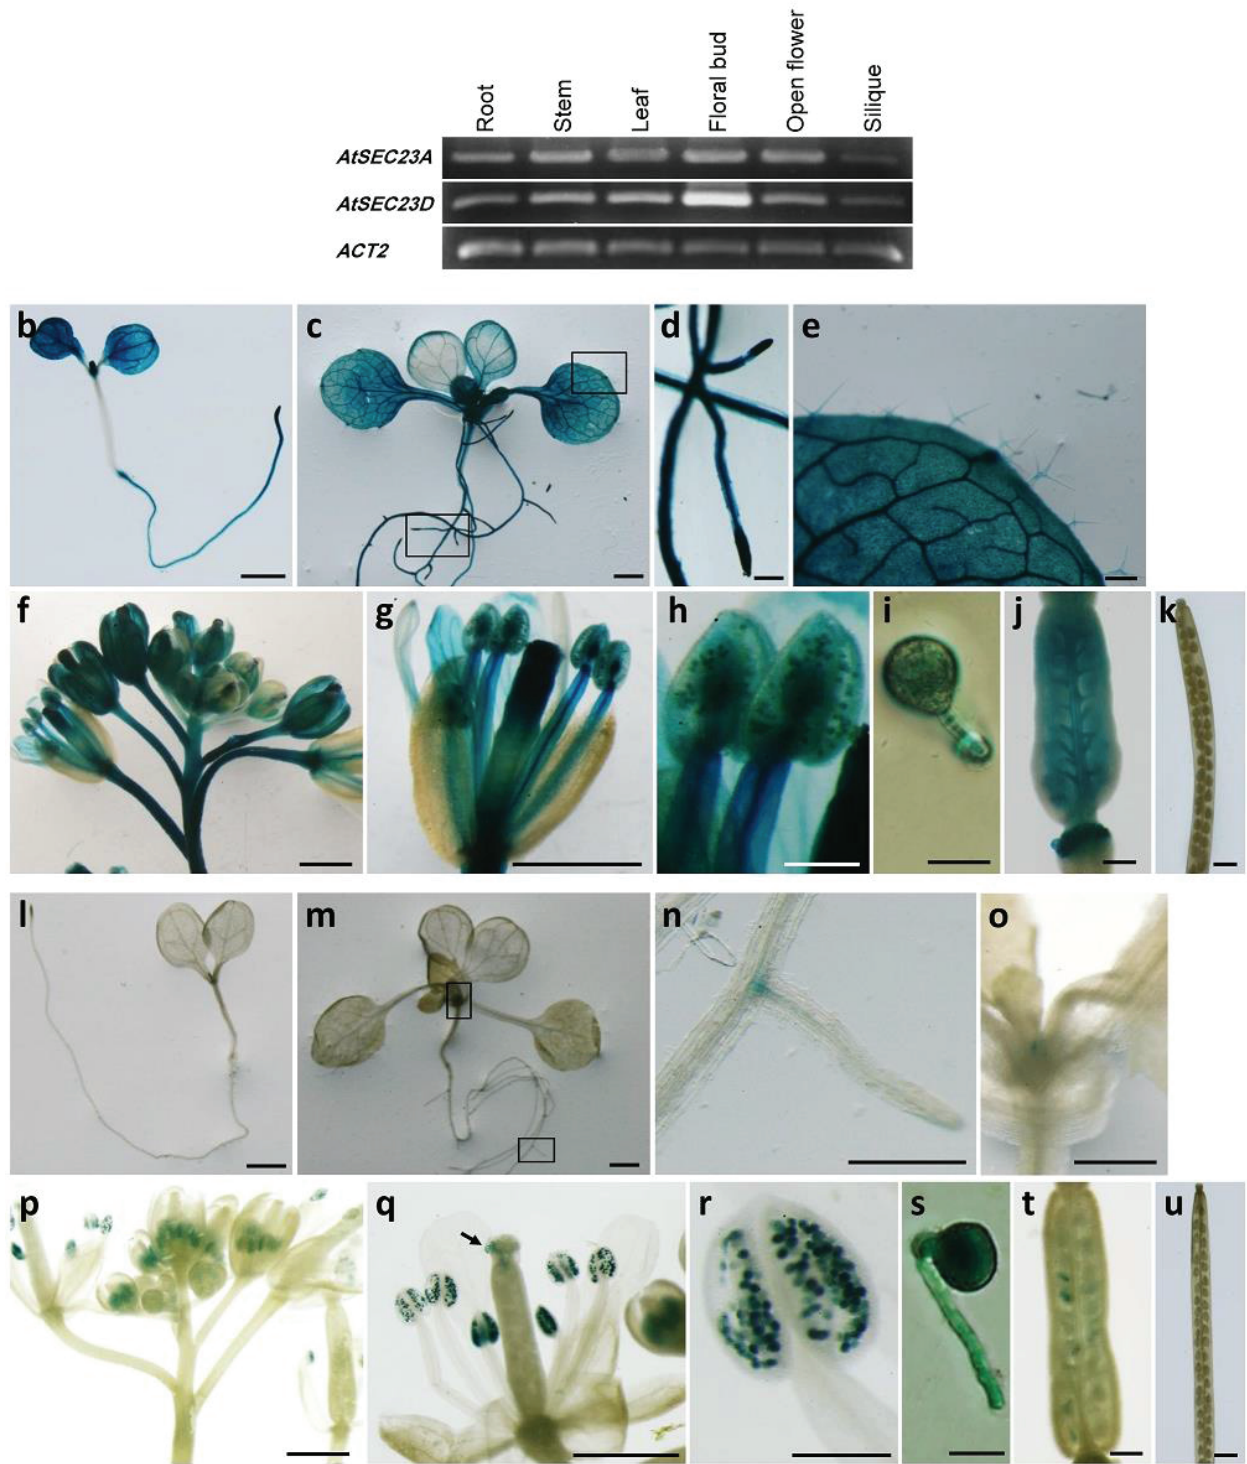 Root
Stem
Leaf
Floral bud
Open flower
Silique
AtSEC23A
AtSEC23D
ACT2
b
c
d
e
f
g
h
i
j
k
l
m
n
o
p
q
r
s
t
u